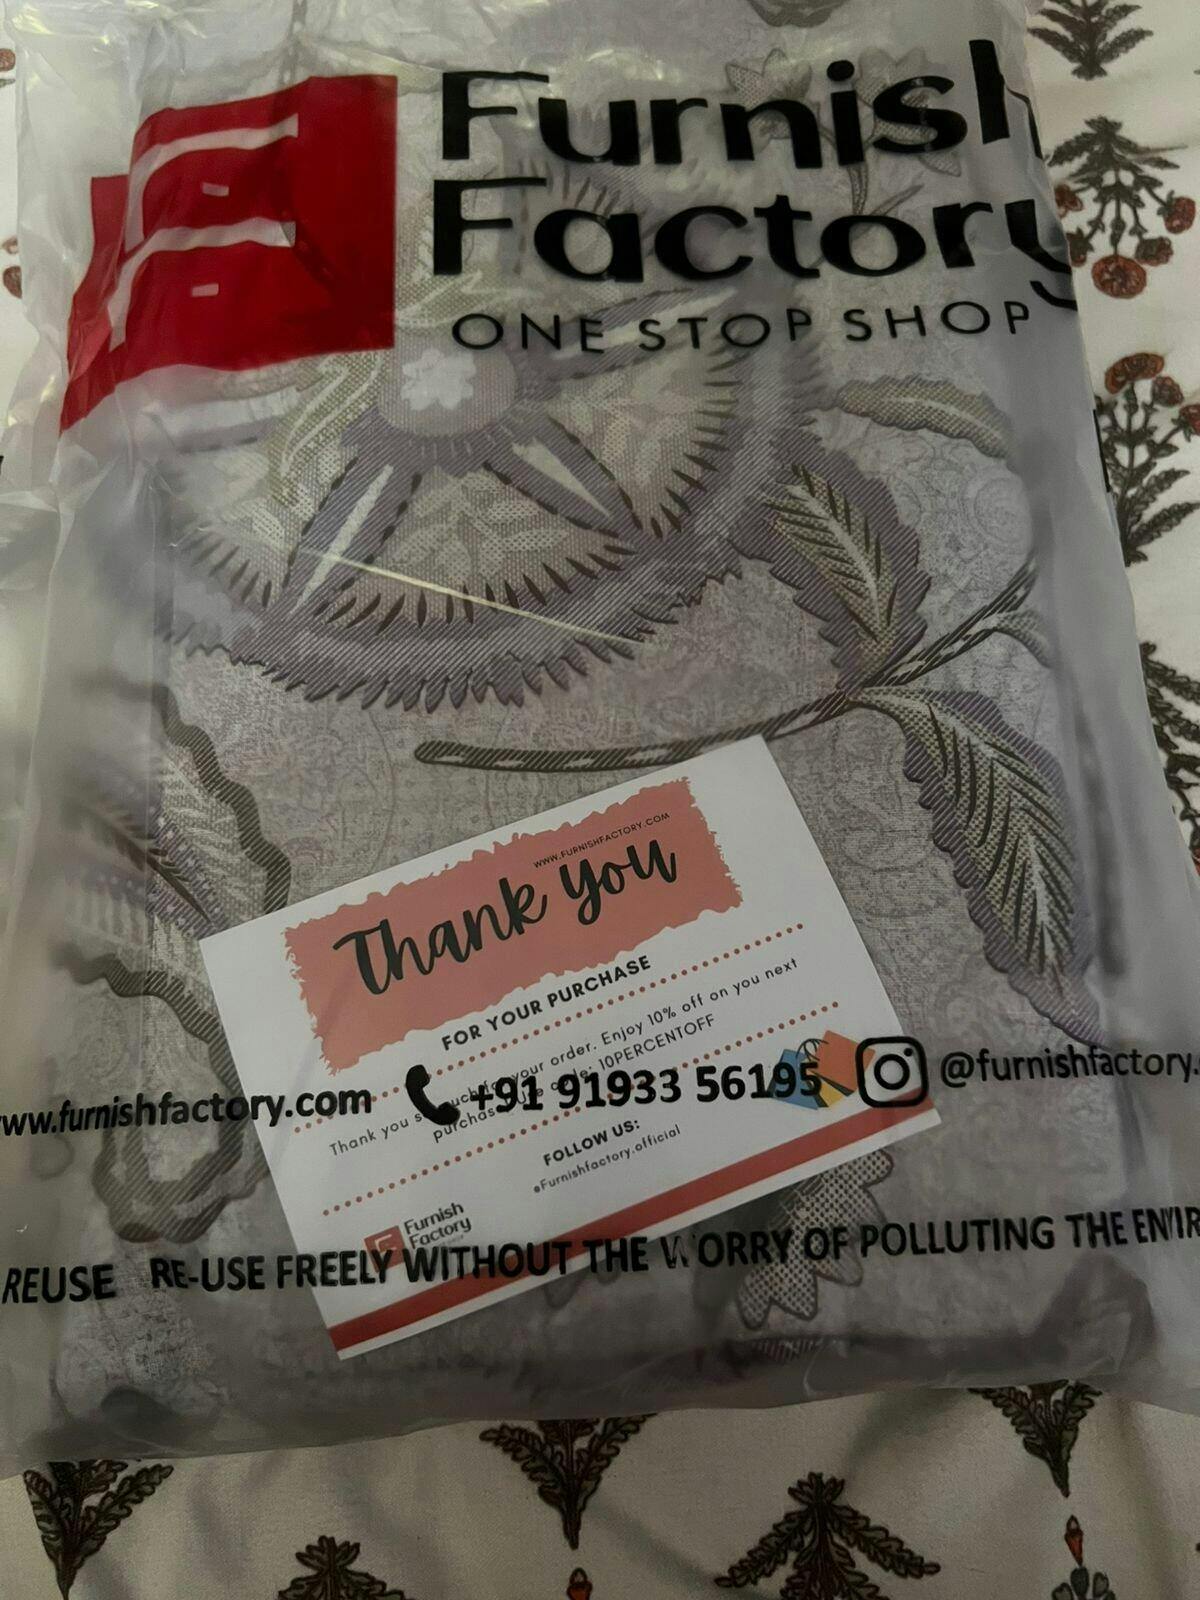 Furnish
Factory
ONE STOP SHOP
WWW.FURNISHFACTORY.COM
Thank you
FOR YOUR PURCHASE
Thank you your order. Enjoy 10% off on you next
10PERCENTOFF
www.furnishfactory.com +91 91933 56195 @furnishfactory.
FOLLOW US:
@Furnishfactory.official
Furnish
Factory
REUSE RE-USE FREELY WITHOUT THE WORRY OF POLLUTING THE